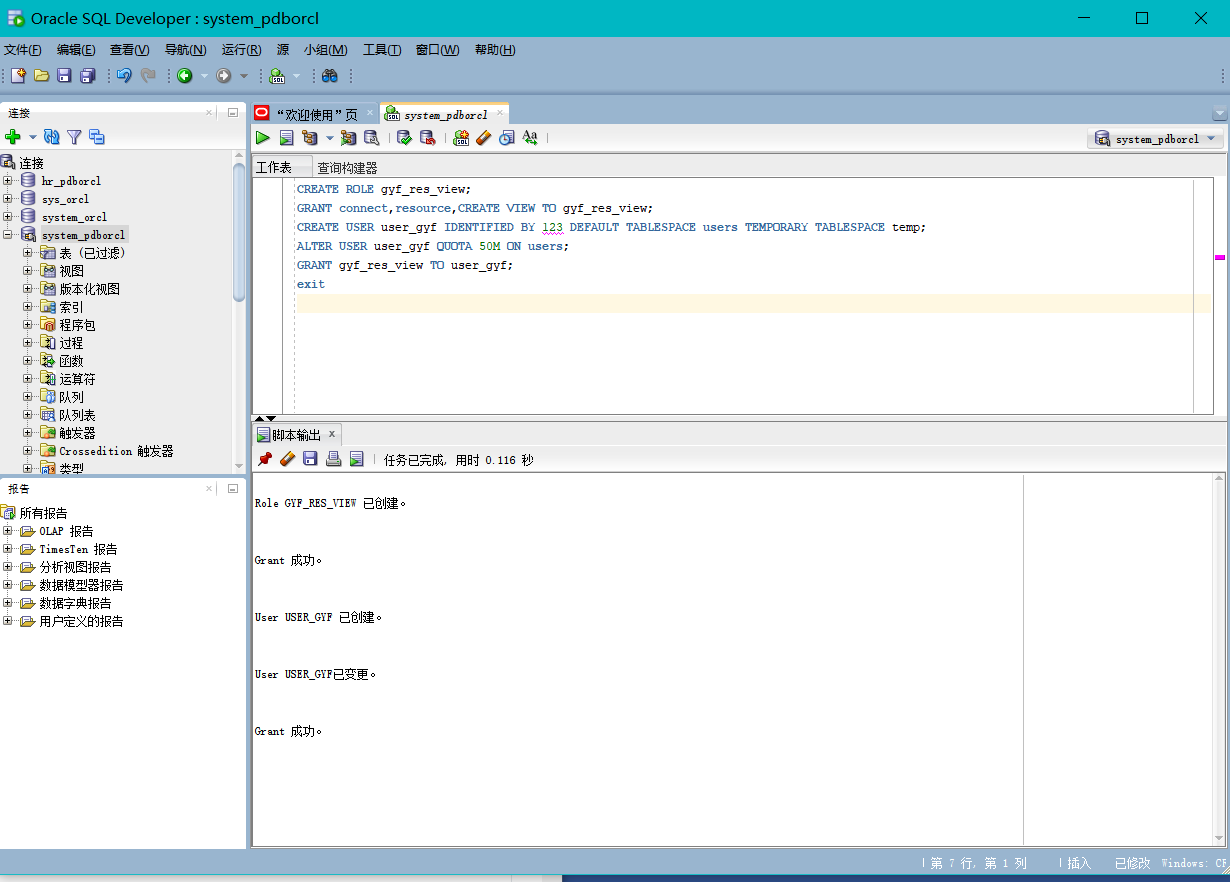 Oracle SQL Developer : system_pdborcl
文件(F) 编辑(E) 查看(V) 导航(N) 运行(R) 源 小组(M) 工具(T) 窗口(W) 帮助(H)
连接
连接
hr_pdborcl
sys_orcl
system_orcl
system_pdborcl
表 (已过滤)
视图
版本化视图
索引
程序包
过程
函数
运算符
队列
队列表
触发器
Crossedition 触发器
类型
报告
所有报告
OLAP 报告
TimesTen 报告
分析视图报告
数据模型器报告
数据字典报告
用户定义的报告
“欢迎使用”页 system_pdborcl
system_pdborcl
工作表 查询构建器
CREATE ROLE gyf_res_view;
GRANT connect,resource,CREATE VIEW TO gyf_res_view;
CREATE USER user_gyf IDENTIFIED BY 123 DEFAULT TABLESPACE users TEMPORARY TABLESPACE temp;
ALTER USER user_gyf QUOTA 50M ON users;
GRANT gyf_res_view TO user_gyf;
exit
脚本输出
任务已完成, 用时 0.116 秒
Role GYF_RES_VIEW 已创建。
Grant 成功。
User USER_GYF 已创建。
User USER_GYF已变更。
Grant 成功。
第 7 行, 第 1 列 插入 已修改 Windows: CF